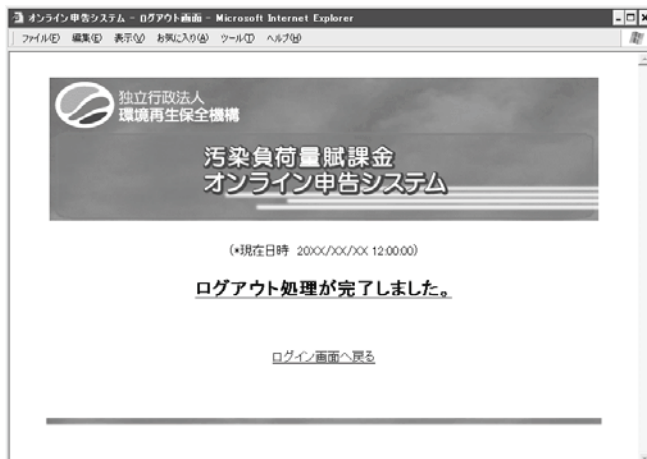 オンライン申告システム - ログアウト画面 - Microsoft Internet Explorer
ファイル(F) 編集(E) 表示(V) お気に入り(A) ツール(T) ヘルプ(H)
独立行政法人
環境再生保全機構
汚染負荷量賦課金
オンライン申告システム
(*現在日時 20XX/XX/XX 12:00:00)
ログアウト処理が完了しました。
ログイン画面へ戻る